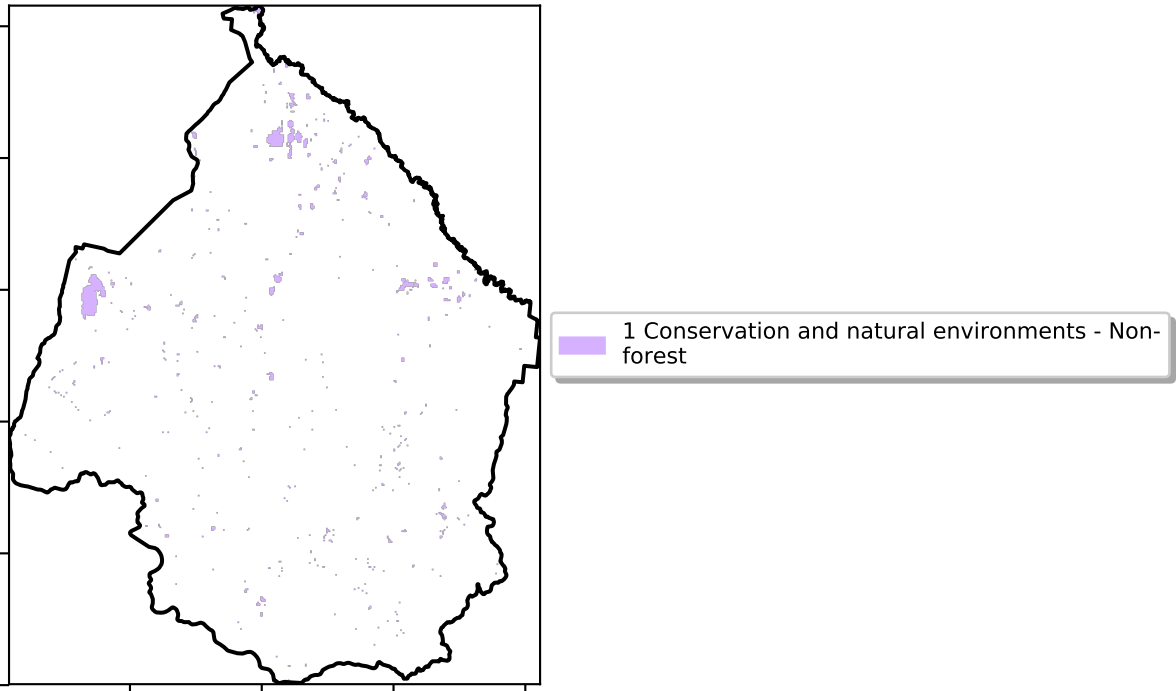 1 Conservation and natural environments - Non-
forest